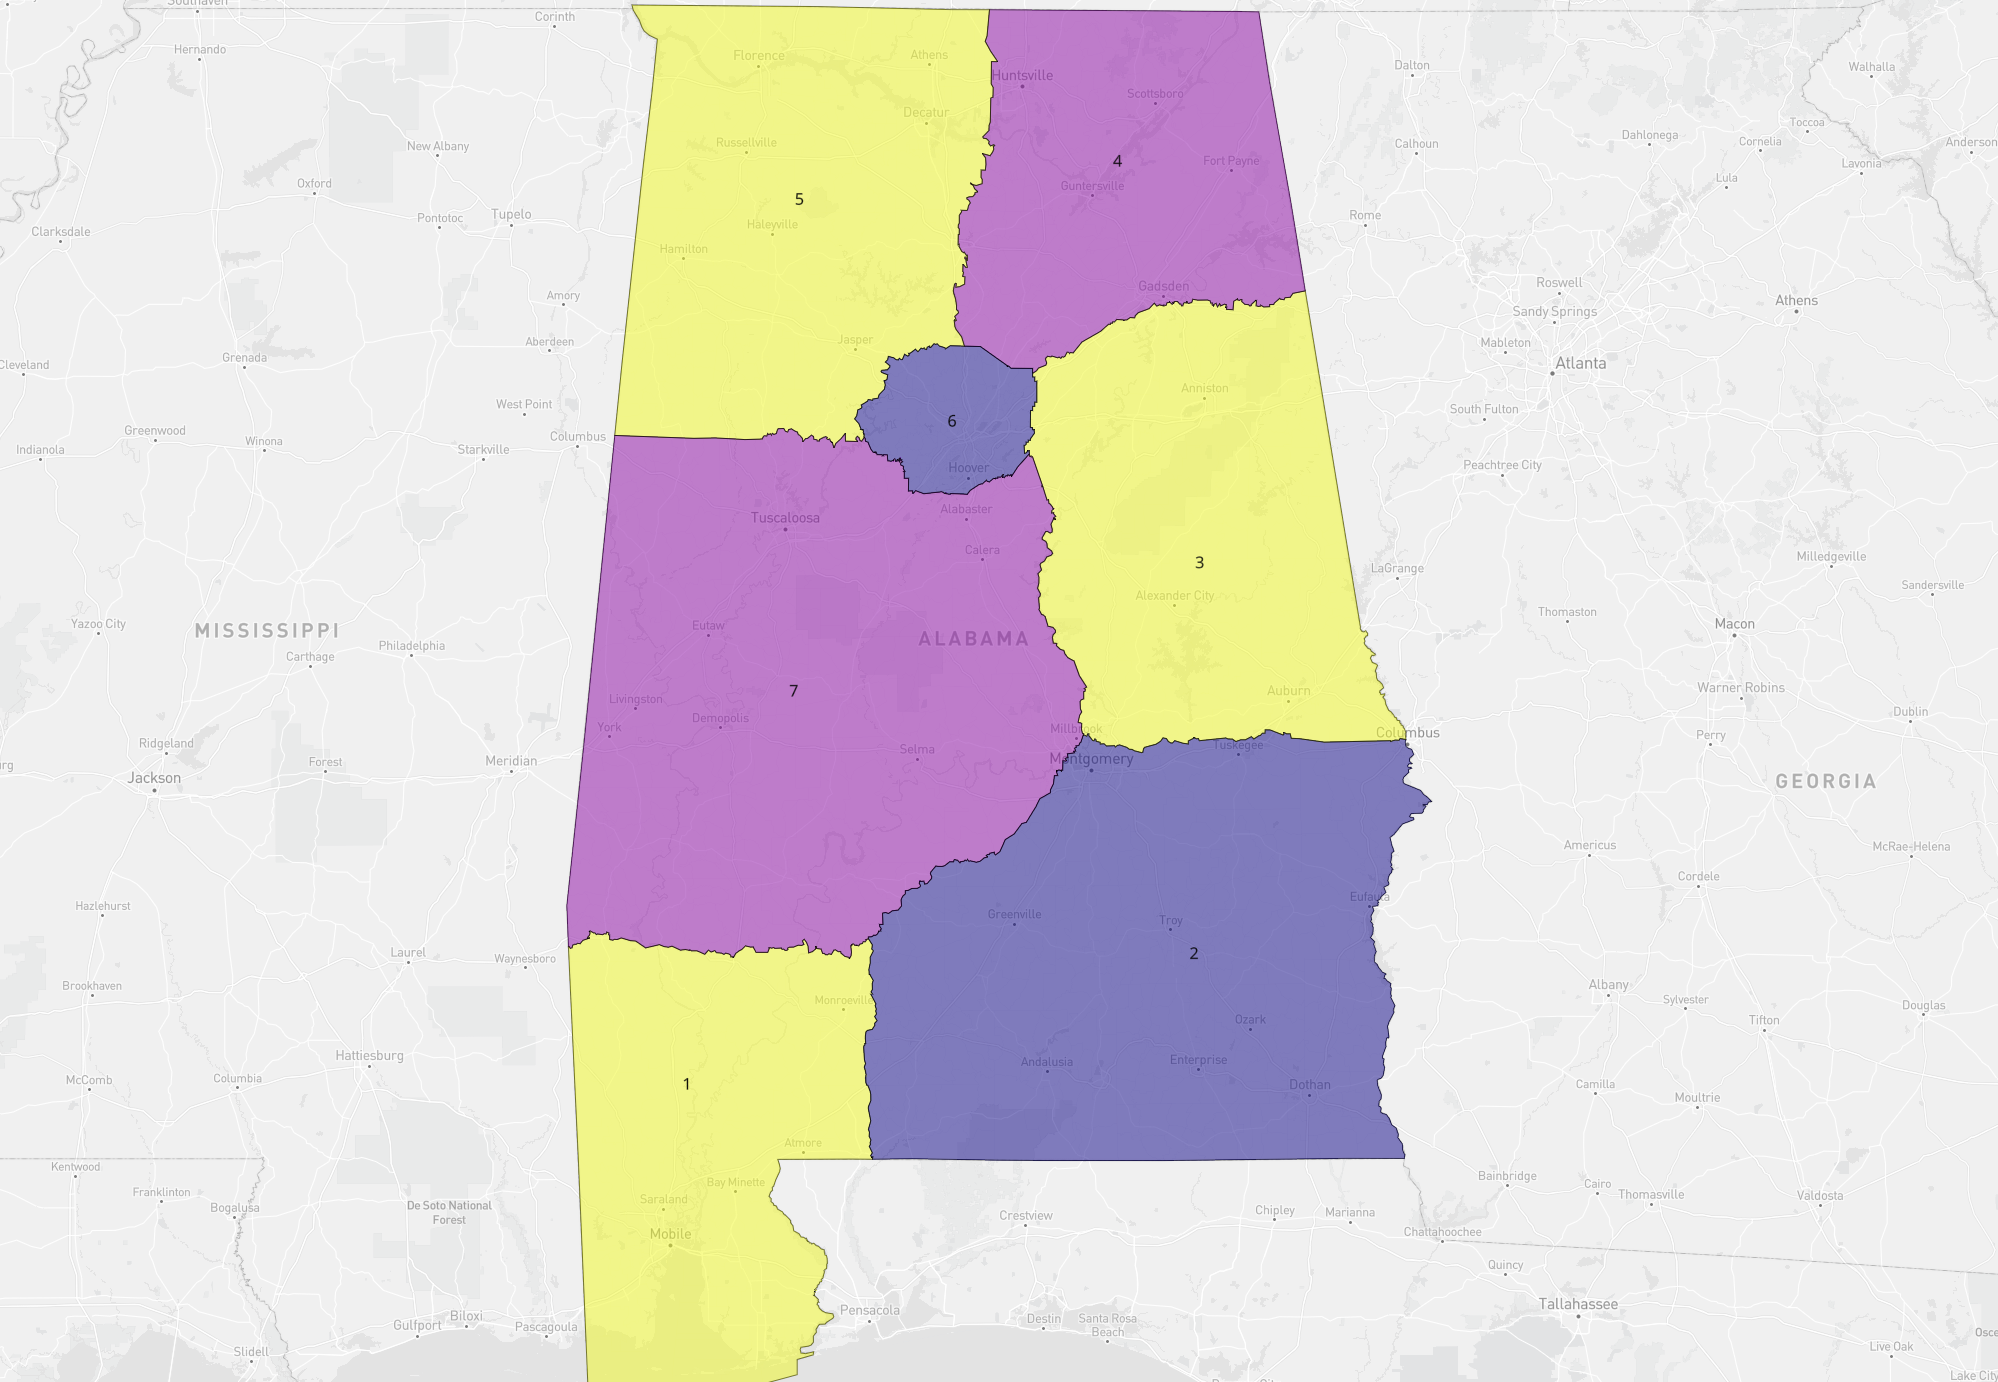 Southaven
Corinth
Hernando
Florence
Athens
Huntsville
Dalton
Walhalla
Scottsboro
Decatur
Toccoa
New Albany
Russellville
Calhoun
Dahlonega
Cornelia
Anderson
4
Fort Payne
Lavonia
Oxford
Guntersville
Lula
5
Pontotoc
Tupelo
Haleyville
Rome
Clarksdale
Hamilton
Amory
Gadsden
Roswell
Athens
Sandy Springs
Aberdeen
Jasper
Mableton
Grenada
Cleveland
Atlanta
Anniston
West Point
South Fulton
6
Greenwood
Winona
Columbus
Indianola
Starkville
Hoover
Peachtree City
Tuscaloosa
Alabaster
Calera
3
LaGrange
Milledgeville
Sandersville
Alexander City
Thomaston
Yazoo City
MISSISSIPPI
Eutaw
ALABAMA
Macon
Philadelphia
Carthage
7
Livingston
Auburn
Warner Robins
York
Demopolis
Millbrook
Columbus
Dublin
Ridgeland
Selma
Tuskegee
Perry
rg
Forest
Meridian
Montgomery
Jackson
GEORGIA
Americus
McRae-Helena
Cordele
Hazlehurst
Greenville
Troy
Eufaula
Laurel
Waynesboro
2
Brookhaven
Monroeville
Albany
Sylvester
Douglas
Ozark
Tifton
Hattiesburg
Andalusia
Enterprise
McComb
Columbia
1
Dothan
Camilla
Moultrie
Atmore
Kentwood
Bainbridge
Cairo
Franklinton
Bay Minette
Thomasville
Valdosta
Bogalusa
De Soto National
Forest
Saraland
Crestview
Chipley
Marianna
Mobile
Chattahoochee
Quincy
Pensacola
Tallahassee
Biloxi
Gulfport
Pascagoula
Destin
Santa Rosa
Beach
Osce
Slidell
Live Oak
Lake City